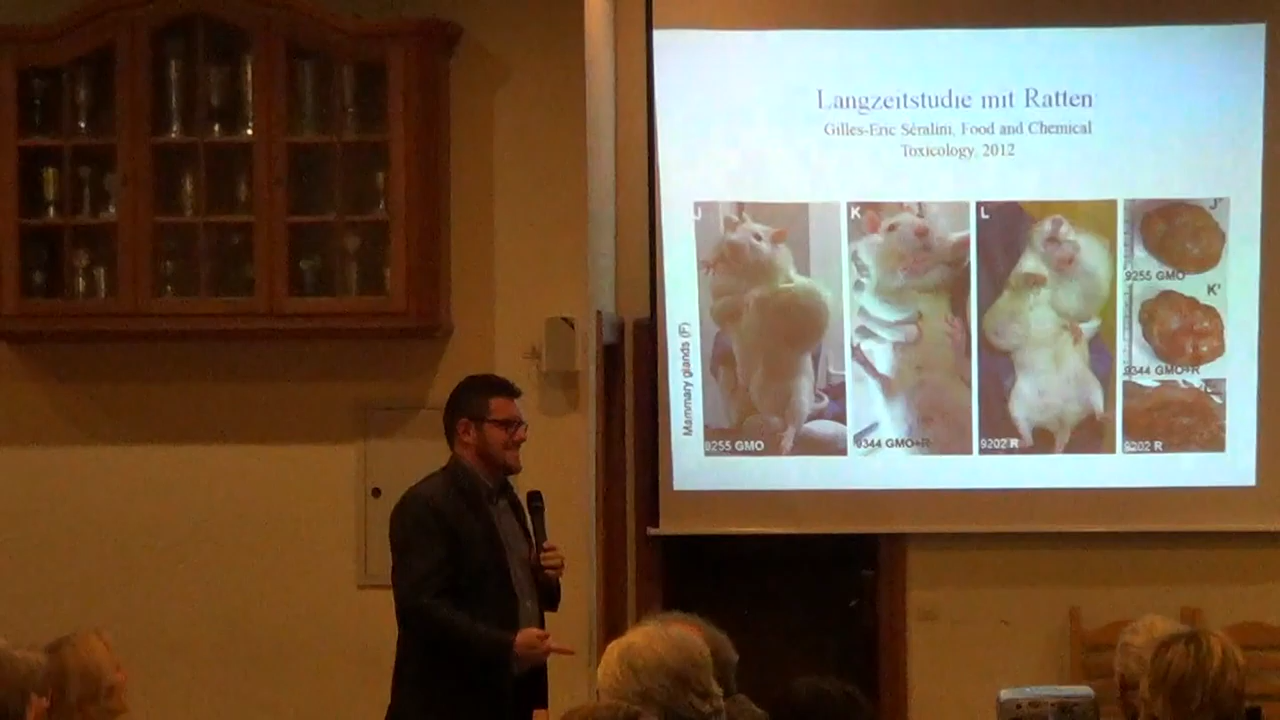 Langzeitstudie mit Ratten
Gilles-Eric Séralini, Food and Chemical
Toxicology, 2012
Mammary glands (F)
J
K
L
J'
K'
9255 GMO
9344 GMO+R
9202 R
9255 GMO
9344 GMO+R
9202 R